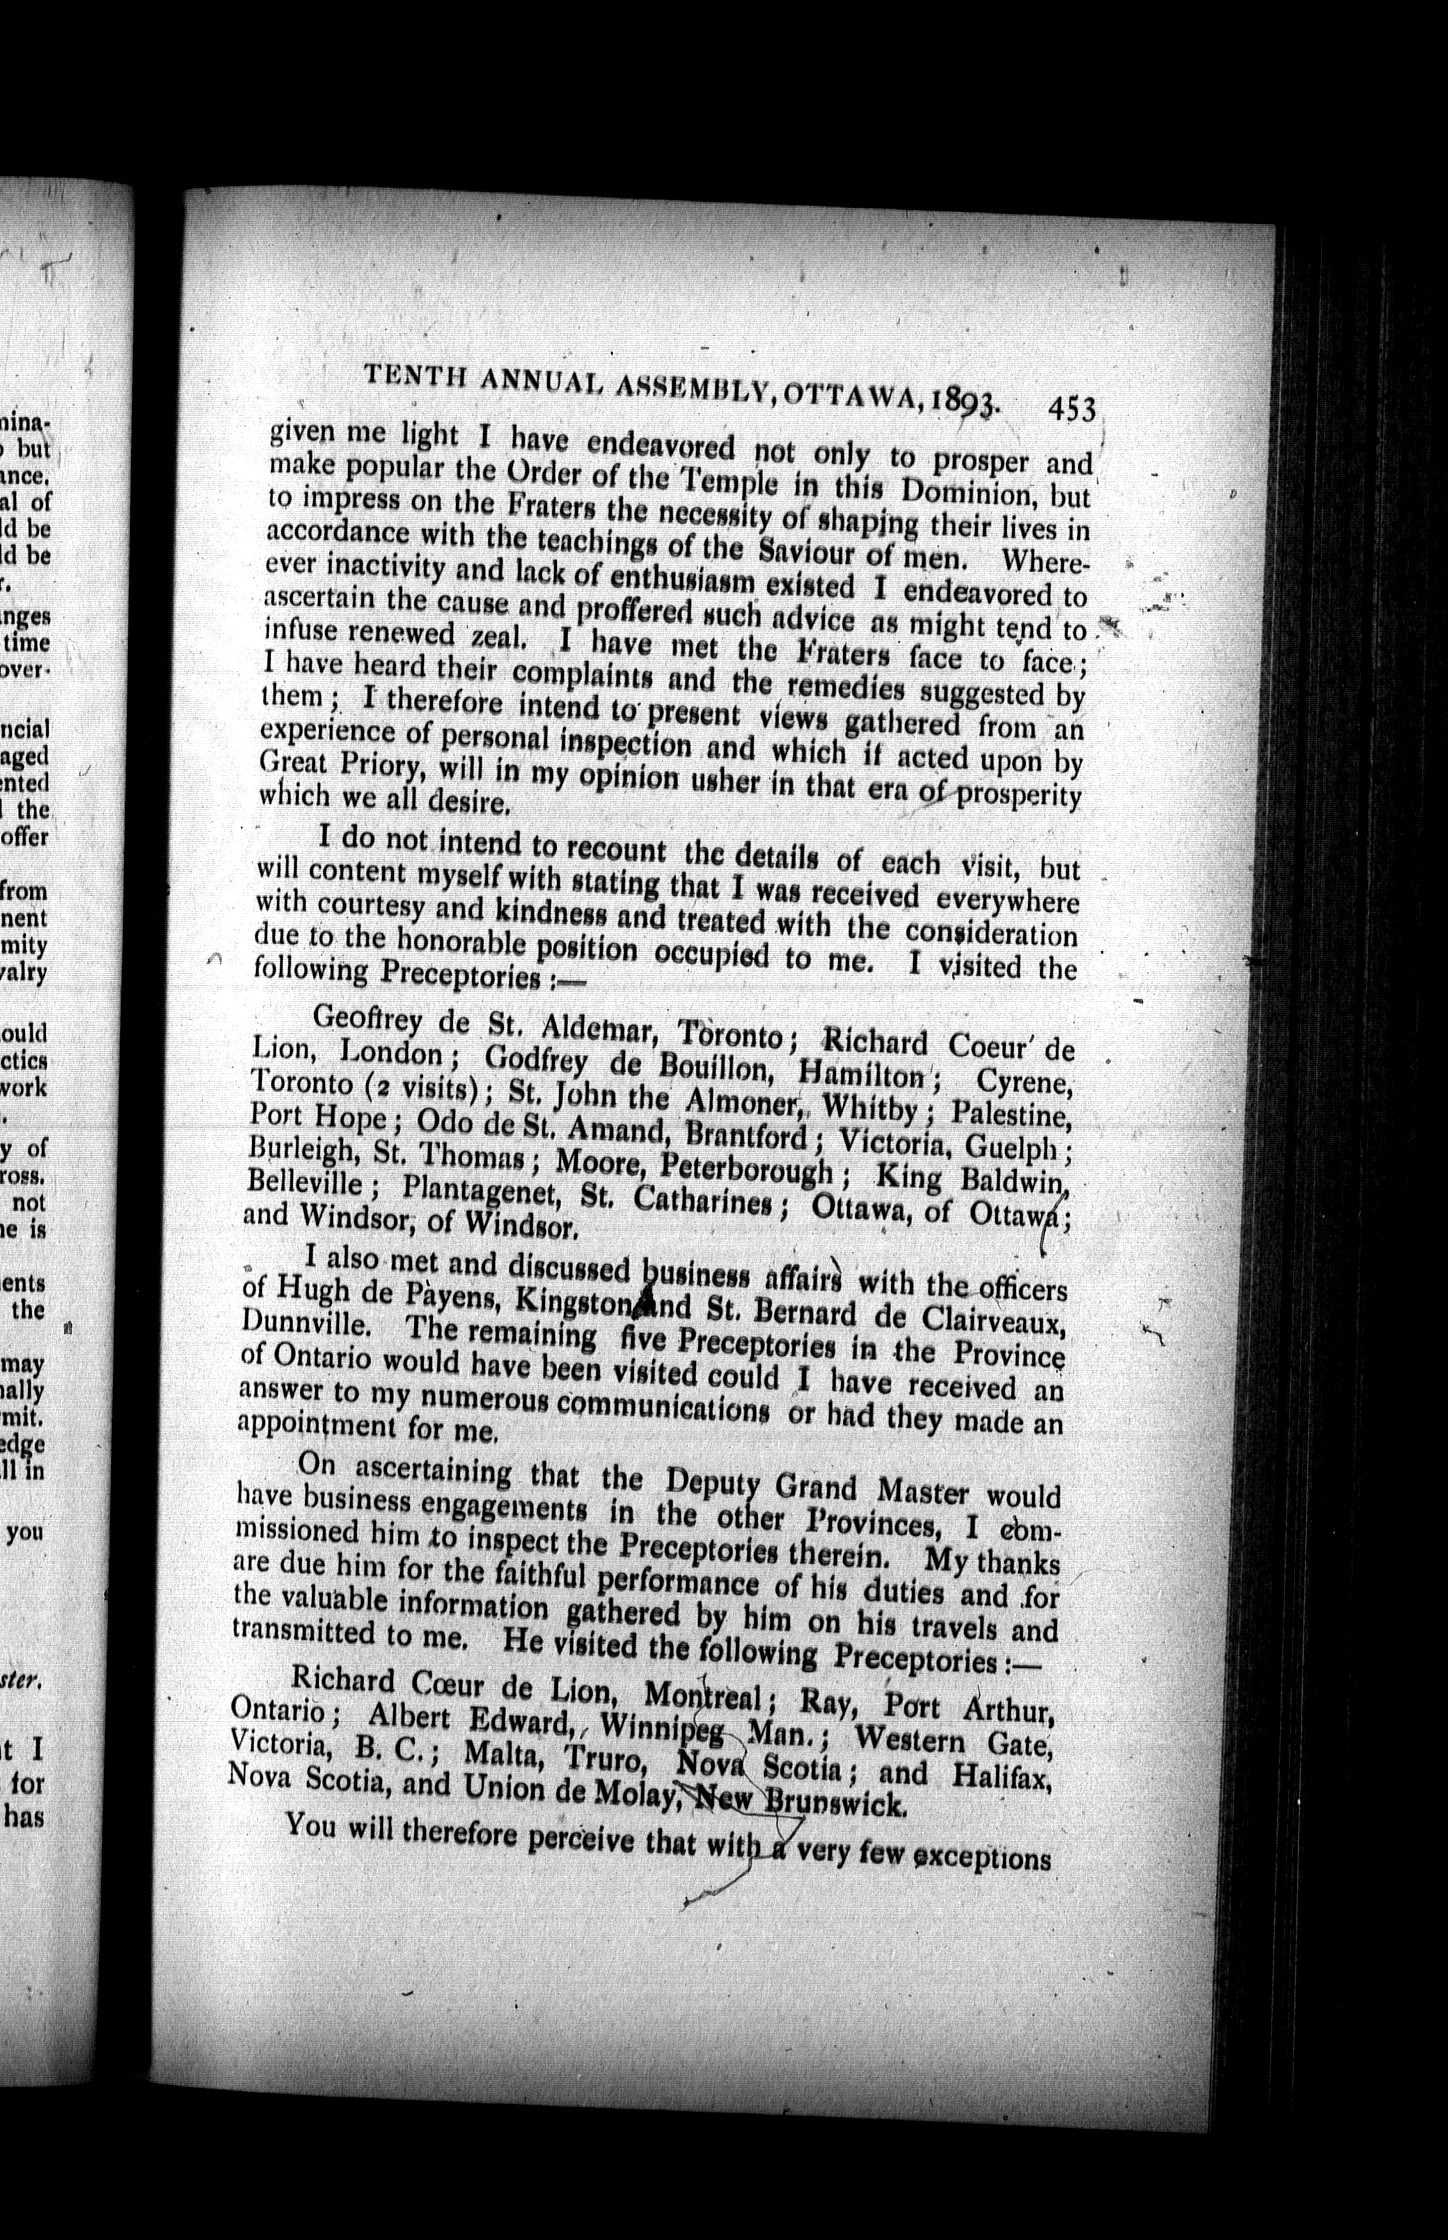 TENTH ANNUAL ASSEMBLY, OTTAWA, 1893. 453
given me light I have endeavored not only to prosper and
make popular the Order of the Temple in this Dominion, but
to impress on the Fraters the necessity of shaping their lives in
accordance with the teachings of the Saviour of men. Where-
ever inactivity and lack of enthusiasm existed I endeavored to
ascertain the cause and proffered such advice as might tend to
infuse renewed zeal. I have met the Fraters face to face;
I have heard their complaints and the remedies suggested by
them; I therefore intend to present views gathered from an
experience of personal inspection and which if acted upon by
Great Priory, will in my opinion usher in that era of prosperity
which we all desire.
I do not intend to recount the details of each visit, but
will content myself with stating that I was received everywhere
with courtesy and kindness and treated with the consideration
due to the honorable position occupied to me. I visited the
following Preceptories :—
Geoffrey de St. Aldemar, Toronto; Richard Coeur de
Lion, London; Godfrey de Bouillon, Hamilton; Cyrene,
Toronto (2 visits); St. John the Almoner, Whitby; Palestine,
Port Hope; Odo de St. Amand, Brantford; Victoria, Guelph;
Burleigh, St. Thomas; Moore, Peterborough; King Baldwin,
Belleville; Plantagenet, St. Catharines; Ottawa, of Ottawa;
and Windsor, of Windsor.
I also met and discussed business affairs with the officers
of Hugh de Payens, Kingston and St. Bernard de Clairveaux,
Dunnville. The remaining five Preceptories in the Province
of Ontario would have been visited could I have received an
answer to my numerous communications or had they made an
appointment for me.
On ascertaining that the Deputy Grand Master would
have business engagements in the other Provinces, I com-
missioned him to inspect the Preceptories therein. My thanks
are due him for the faithful performance of his duties and for
the valuable information gathered by him on his travels and
transmitted to me. He visited the following Preceptories :—
Richard Cœur de Lion, Montreal; Ray, Port Arthur,
Ontario; Albert Edward, Winnipeg Man.; Western Gate,
Victoria, B. C.; Malta, Truro, Nova Scotia; and Halifax,
Nova Scotia, and Union de Molay, New Brunswick.
You will therefore perceive that with a very few exceptions